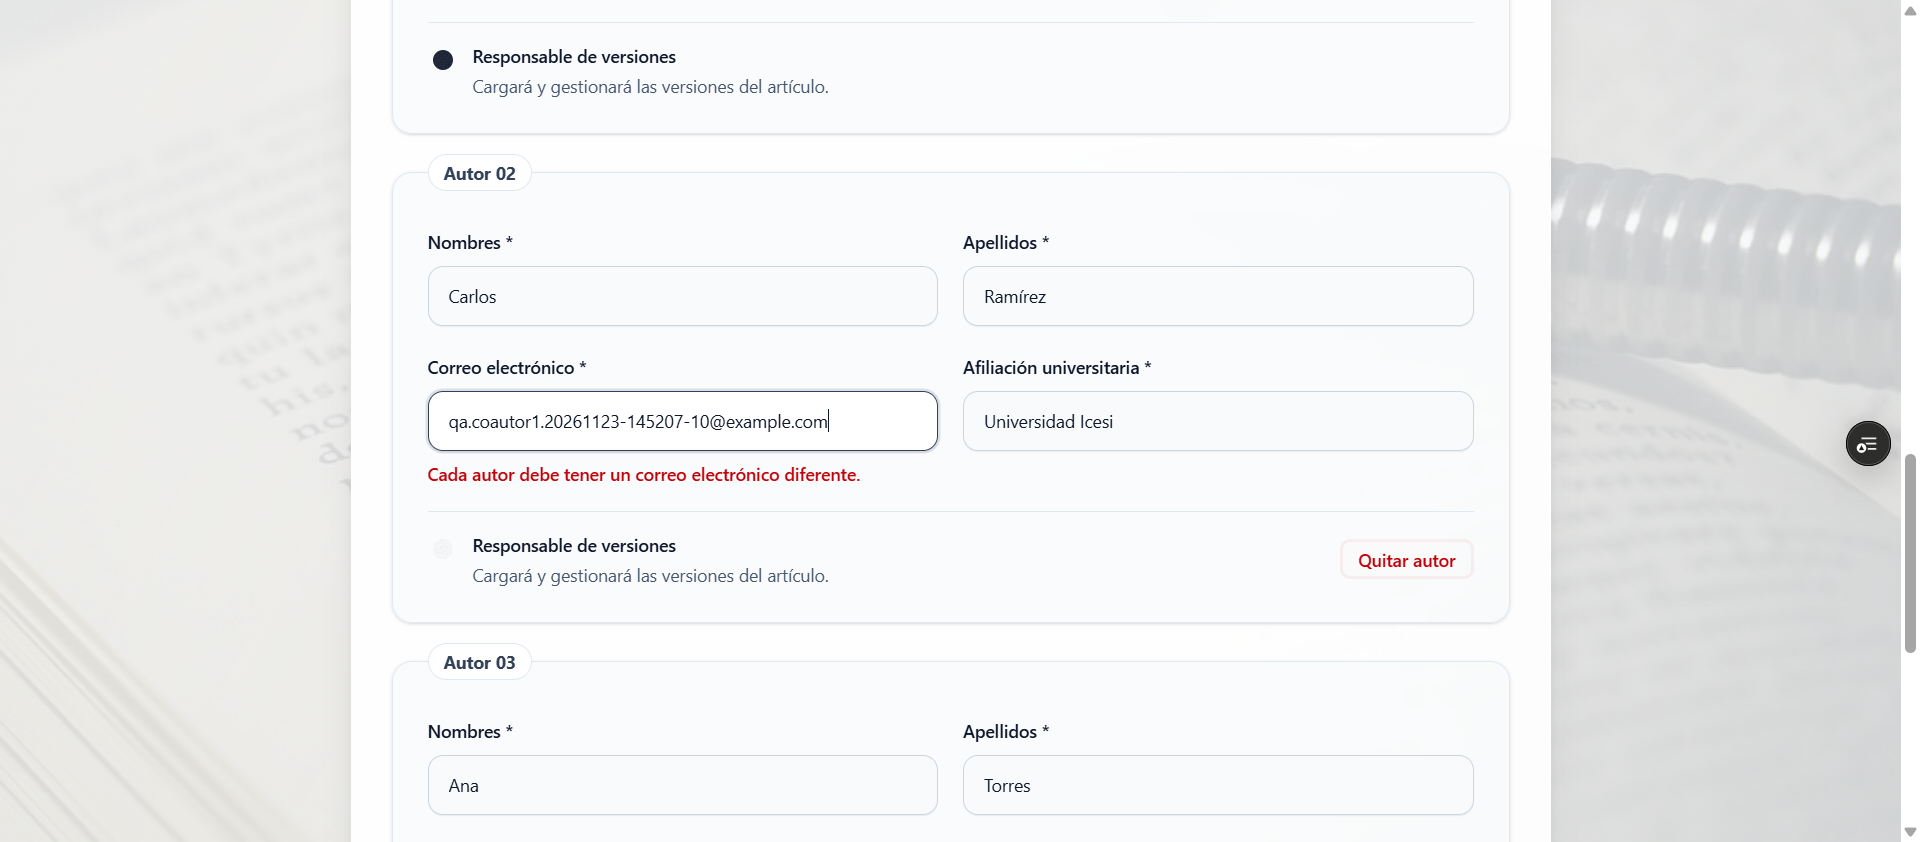 Responsable de versiones
Cargará y gestionará las versiones del artículo.
Autor 02
Nombres *
Apellidos *
Carlos
Ramírez
Correo electrónico *
Afiliación universitaria *
qa.coautor1.20261123-145207-10@example.com
Universidad Icesi
Cada autor debe tener un correo electrónico diferente.
Responsable de versiones
Cargará y gestionará las versiones del artículo.
Quitar autor
Autor 03
Nombres *
Apellidos *
Ana
Torres